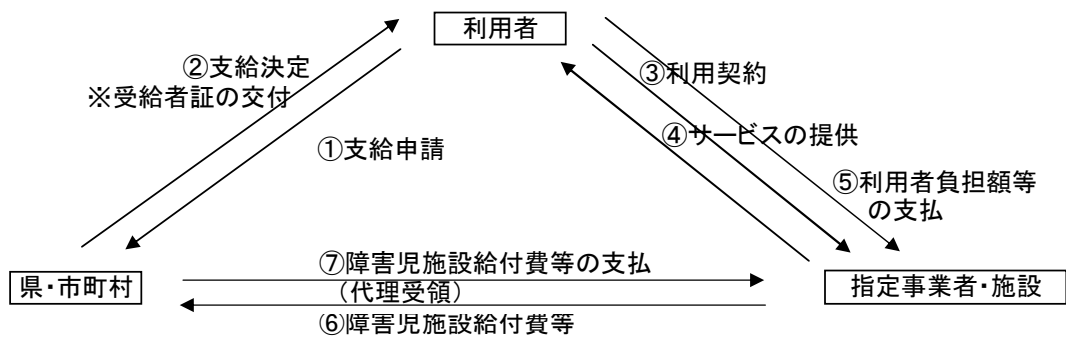 利用者
②支給決定
※受給者証の交付
③利用契約
④サービスの提供
①支給申請
⑤利用者負担額等
の支払
⑦障害児施設給付費等の支払
県・市町村
（代理受領）
指定事業者・施設
⑥障害児施設給付費等